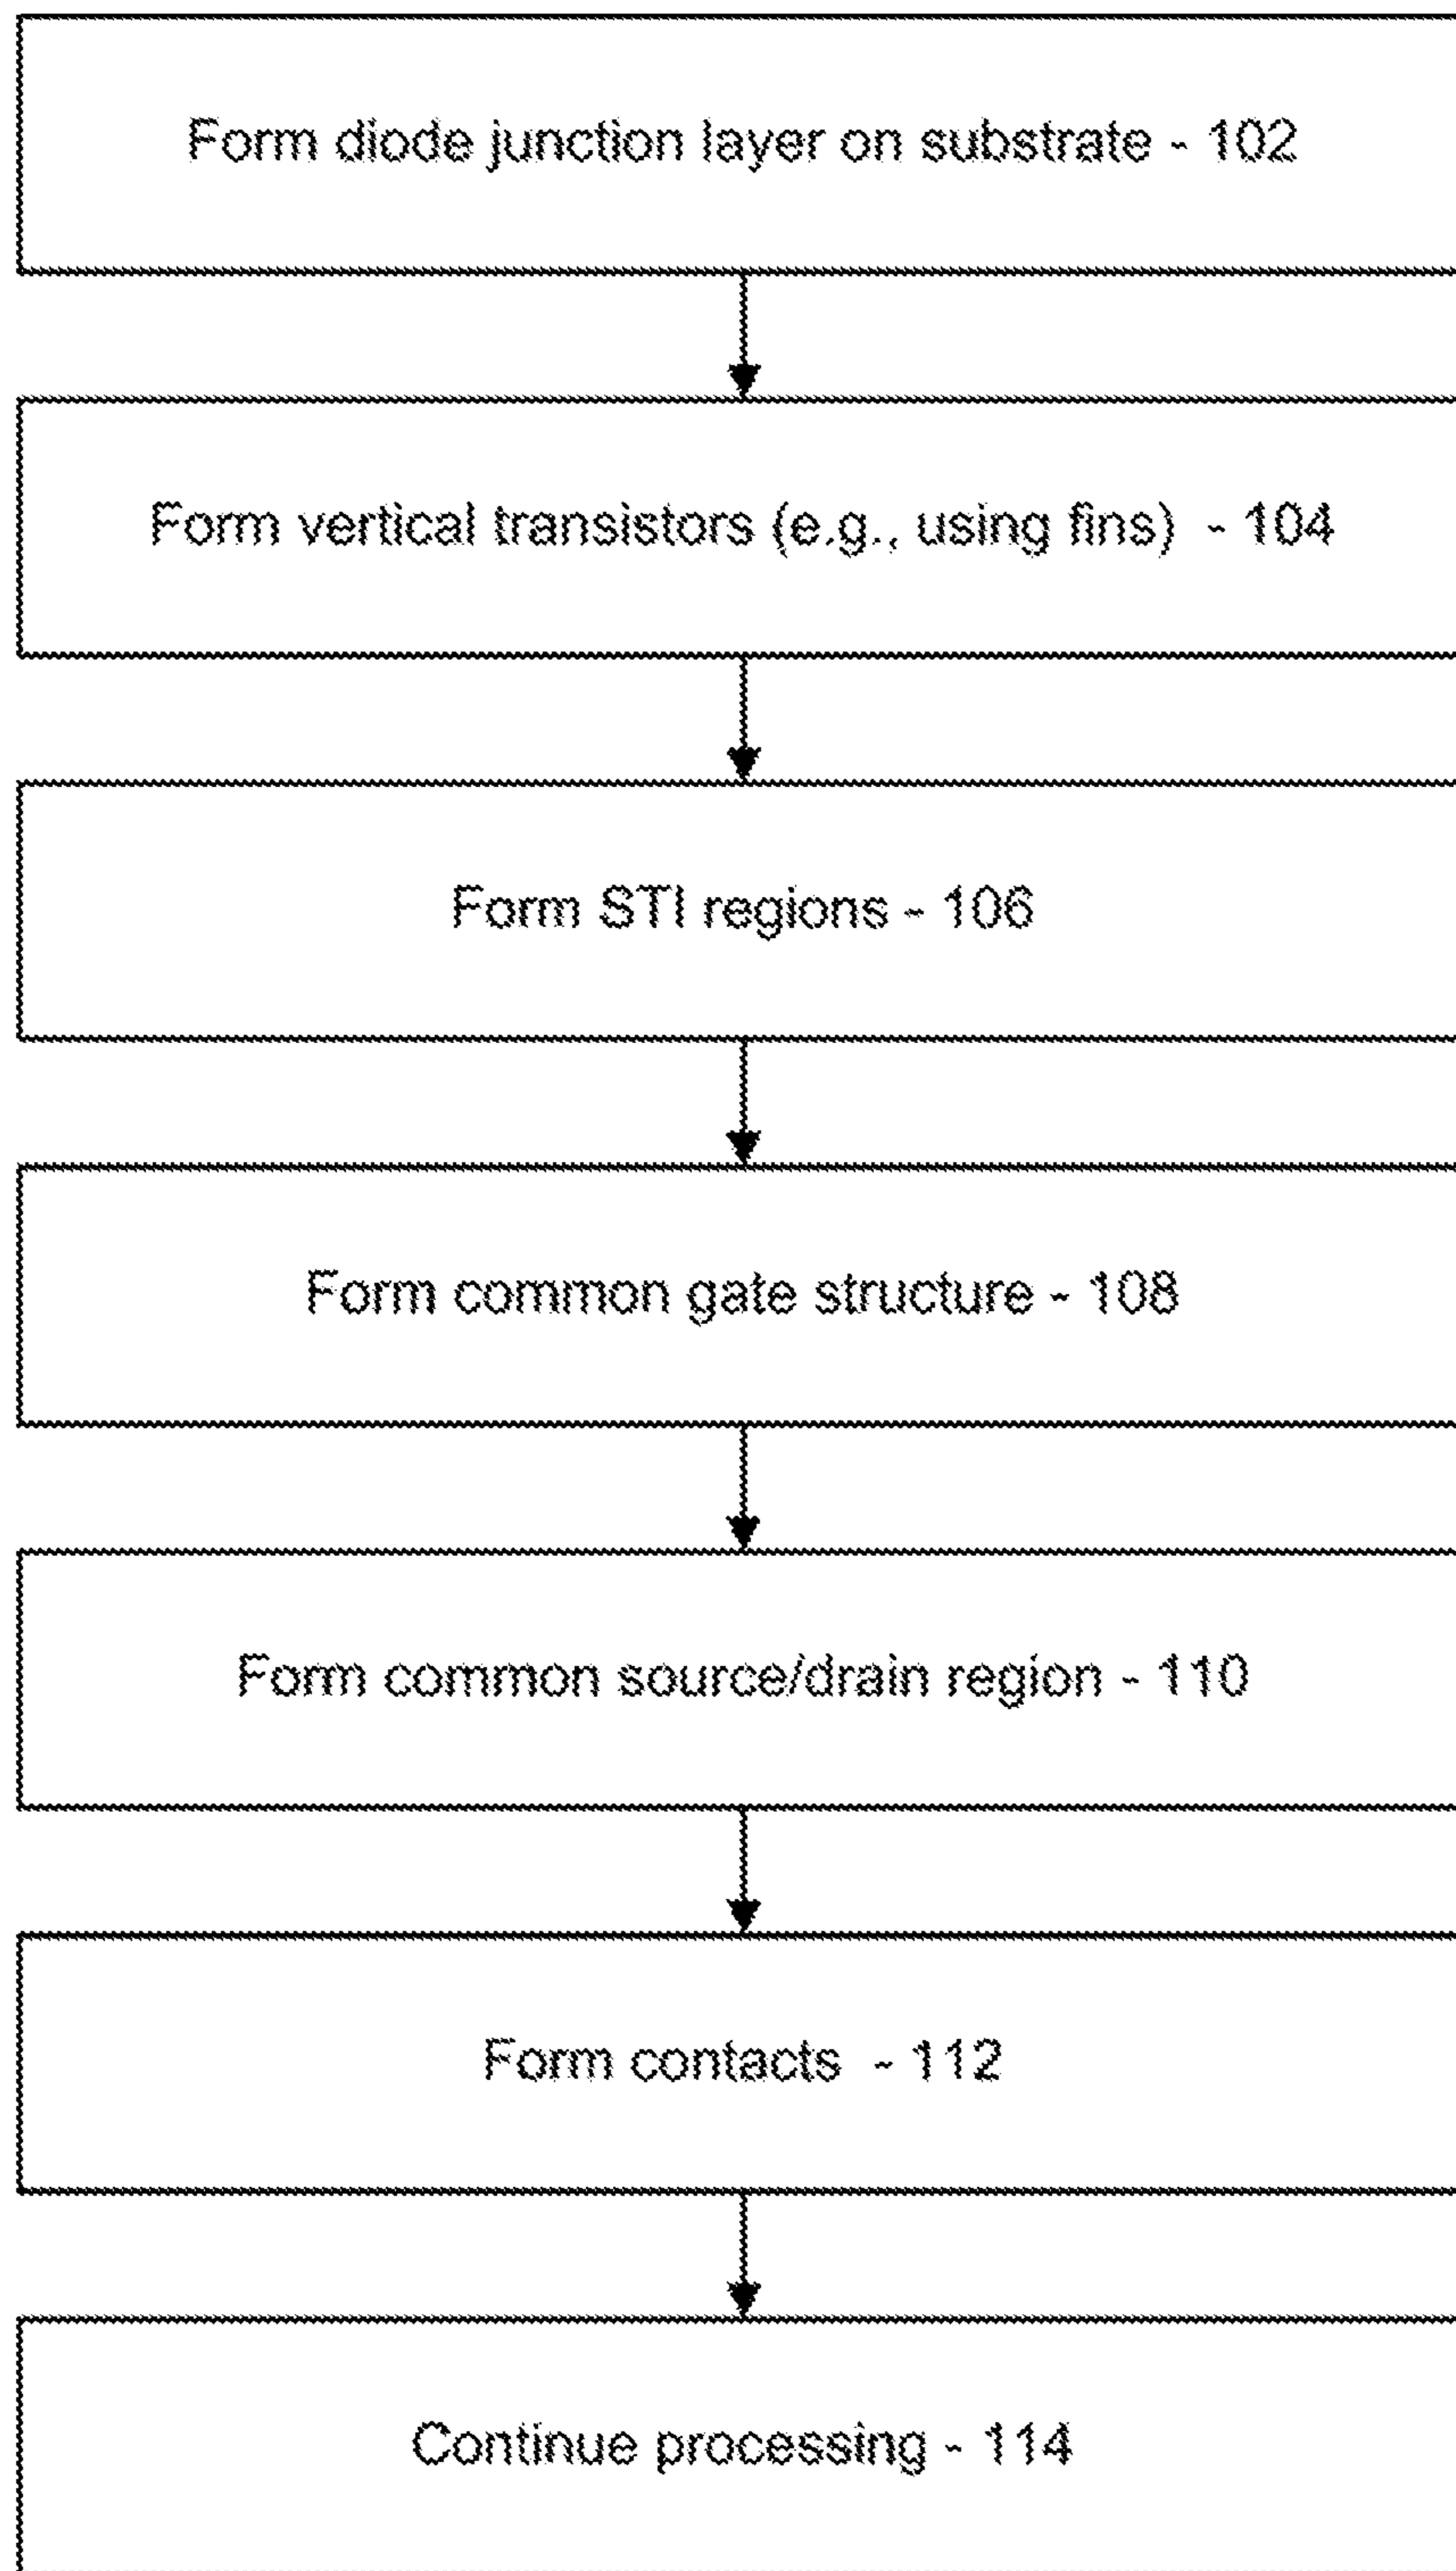 Form diode junction layer on substrate - 102
Form vertical transistors (e.g., using fins) - 104
Form STI regions - 106
Form common gate structure - 108
Form common source/drain region - 110
Form contacts - 112
Continue processing - 114